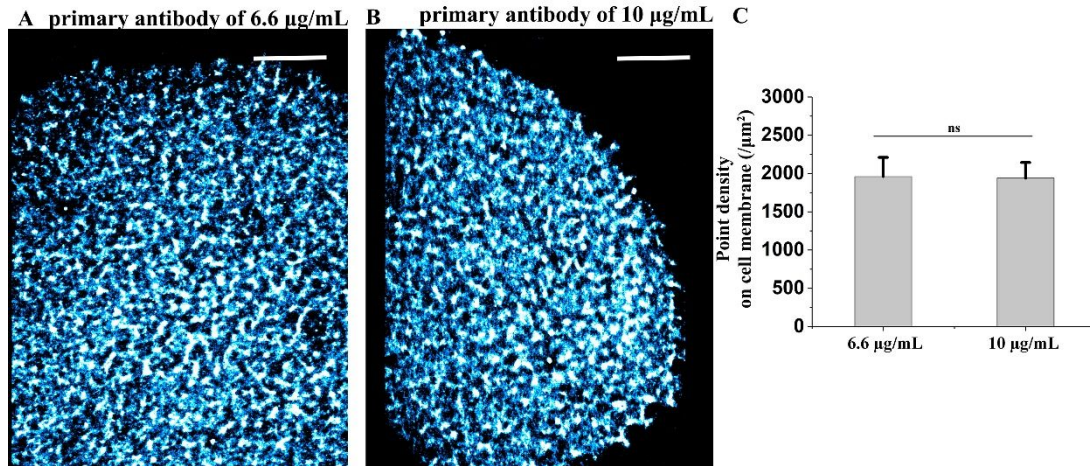 A primary antibody of 6.6 μg/mL
B primary antibody of 10 μg/mL
C
3000
2500
2000
1500
1000
500
0
Point density
on cell membrane (/μm²)
ns
6.6 μg/mL
10 μg/mL